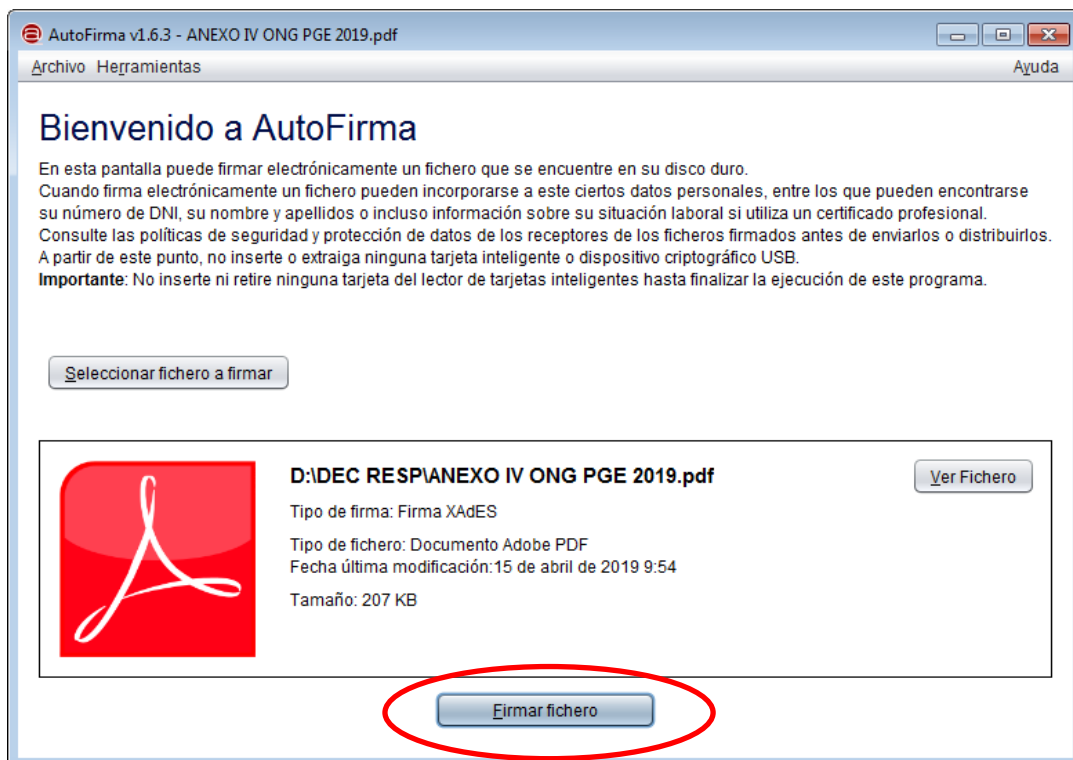 AutoFirma v1.6.3 - ANEXO IV ONG PGE 2019.pdf
Archivo Herramientas Ayuda
Bienvenido a AutoFirma
En esta pantalla puede firmar electrónicamente un fichero que se encuentre en su disco duro.
Cuando firma electrónicamente un fichero pueden incorporarse a este ciertos datos personales, entre los que pueden encontrarse
su número de DNI, su nombre y apellidos o incluso información sobre su situación laboral si utiliza un certificado profesional.
Consulte las políticas de seguridad y protección de datos de los receptores de los ficheros firmados antes de enviarlos o distribuirlos.
A partir de este punto, no inserte o extraiga ninguna tarjeta inteligente o dispositivo criptográfico USB.
Importante: No inserte ni retire ninguna tarjeta del lector de tarjetas inteligentes hasta finalizar la ejecución de este programa.
Seleccionar fichero a firmar
D:\DEC RESP\ANEXO IV ONG PGE 2019.pdf
Ver Fichero
Tipo de firma: Firma XAdES
Tipo de fichero: Documento Adobe PDF
Fecha última modificación:15 de abril de 2019 9:54
Tamaño: 207 KB
Firmar fichero